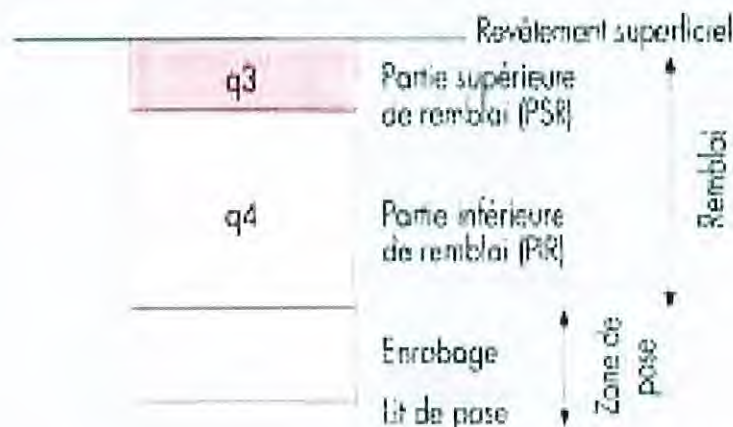 Revêtement superficiel
q3
Partie supérieure
de remblai (PSR)
Remblai
q4
Partie inférieure
de remblai (PIR)
Enrobage
Zone de
pose
Lit de pose